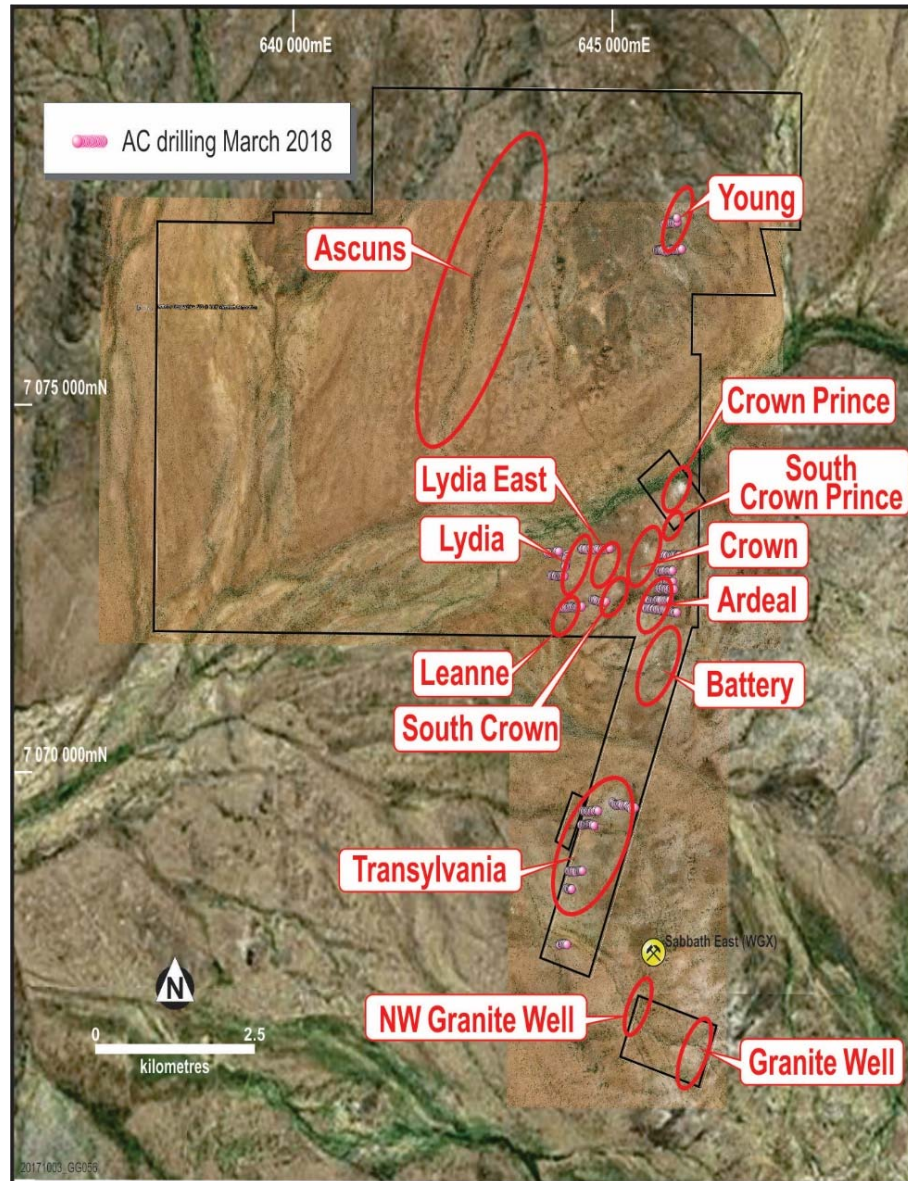 640 000mE
645 000mE
AC drilling March 2018
Young
Ascuns
7 075 000mN
Crown Prince
South
Crown Prince
Lydia East
Lydia
Crown
Ardeal
Leanne
Battery
South Crown
7 070 000mN
Transylvania
Sabbath East (WGX)
N
NW Granite Well
0
2.5
kilometres
Granite Well
20171003_GG056